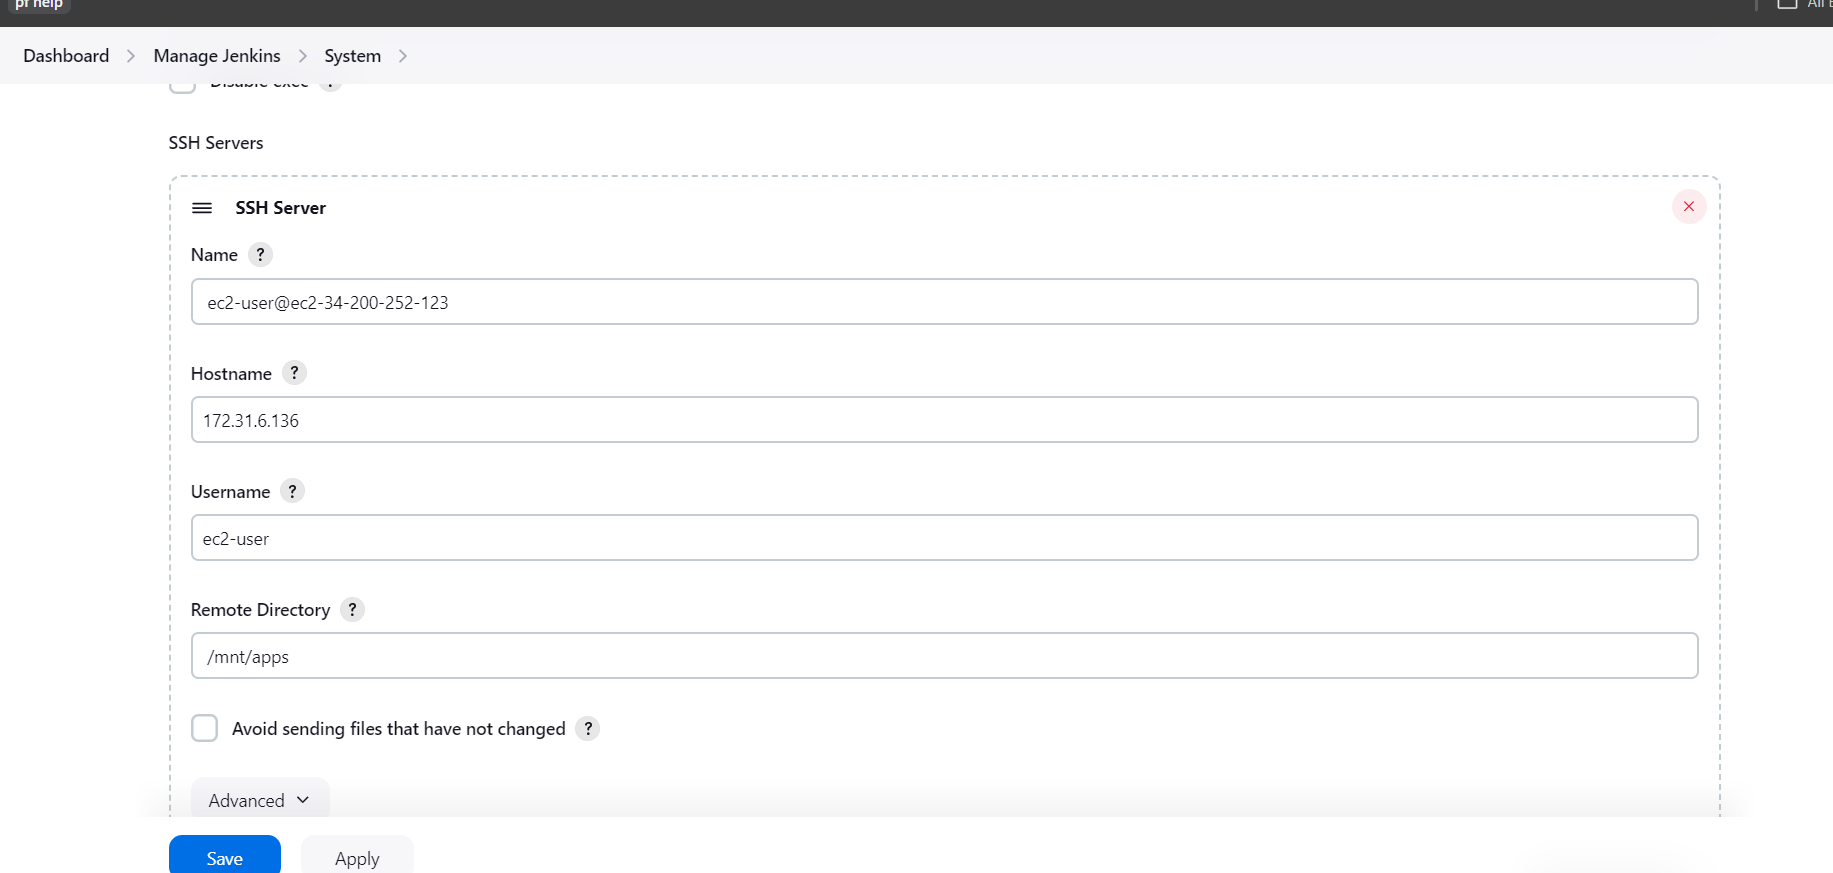 pr help
All
Dashboard > Manage Jenkins > System >
Disable exec ?
SSH Servers
SSH Server
Name ?
ec2-user@ec2-34-200-252-123
Hostname ?
172.31.6.136
Username ?
ec2-user
Remote Directory ?
/mnt/apps
Avoid sending files that have not changed ?
Advanced
Save
Apply